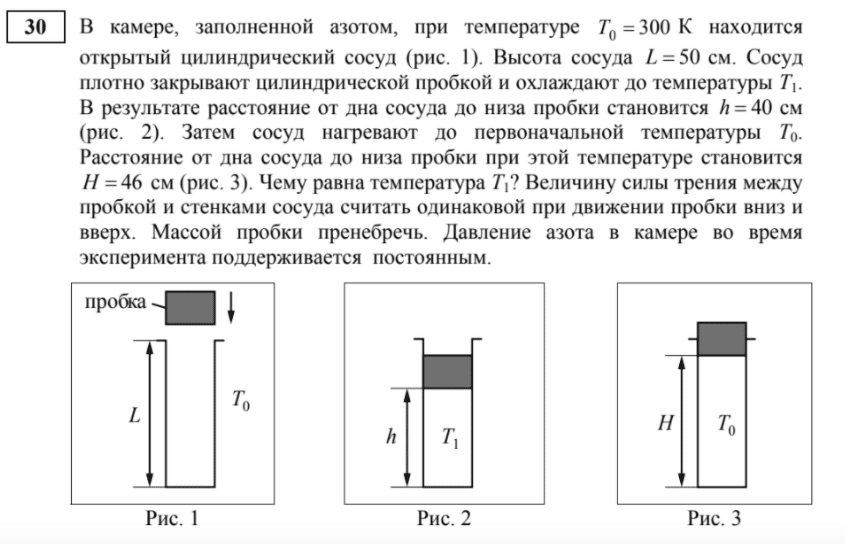 30 В камере, заполненной азотом, при температуре T₀ = 300 К находится
открытый цилиндрический сосуд (рис. 1). Высота сосуда L = 50 см. Сосуд
плотно закрывают цилиндрической пробкой и охлаждают до температуры T₁.
В результате расстояние от дна сосуда до низа пробки становится h = 40 см
(рис. 2). Затем сосуд нагревают до первоначальной температуры T₀.
Расстояние от дна сосуда до низа пробки при этой температуре становится
H = 46 см (рис. 3). Чему равна температура T₁? Величину силы трения между
пробкой и стенками сосуда считать одинаковой при движении пробки вниз и
вверх. Массой пробки пренебречь. Давление азота в камере во время
эксперимента поддерживается постоянным.
пробка
L
T₀
h
T₁
H
T₀
Рис. 1
Рис. 2
Рис. 3